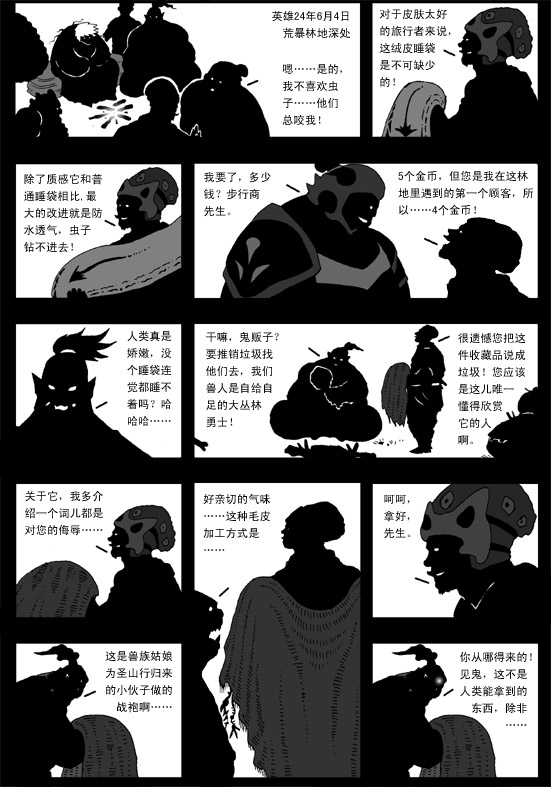 英雄24年6月4日
荒暴林地深处
嗯……是的，
我不喜欢虫
子……他们
总咬我！
对于皮肤太好
的旅行者来说，
这绒皮睡袋
是不可缺少
的！
除了质感它和普
通睡袋相比，最
大的改进就是防
水透气，虫子
钻不进去！
我要了，多少
钱？步行商
先生。
5个金币，但您是我在这林
地里遇到的第一个顾客，所
以……4个金币！
人类真是
娇嫩，没
个睡袋连
觉都睡不
着吗？哈
哈哈……
干嘛，鬼贩子？
要推销垃圾找
他们去，我们
兽人是自给自
足的大丛林
勇士！
很遗憾您把这
件收藏品说成
垃圾！您应该
是这儿唯一
懂得欣赏
它的人
啊。
关于它，我多介
绍一个词儿都是
对您的侮辱……
好亲切的气味
……这种毛皮
加工方式是
……
呵呵，
拿好，
先生。
这是兽族姑娘
为圣山行归来
的小伙子做的
战袍啊……
你从哪得来的！
见鬼，这不是
人类能拿到的
东西，除非
……